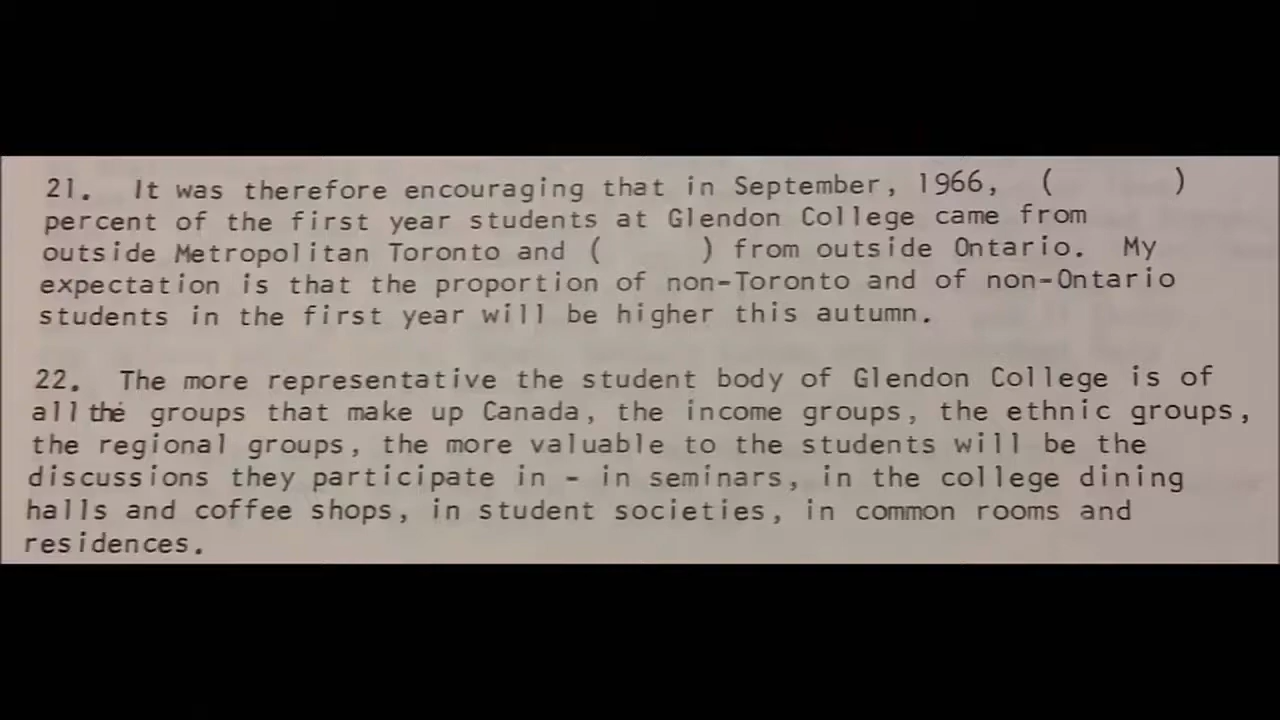 21. It was therefore encouraging that in September, 1966, ( )
percent of the first year students at Glendon College came from
outside Metropolitan Toronto and ( ) from outside Ontario. My
expectation is that the proportion of non-Toronto and of non-Ontario
students in the first year will be higher this autumn.
22. The more representative the student body of Glendon College is of
all the groups that make up Canada, the income groups, the ethnic groups,
the regional groups, the more valuable to the students will be the
discussions they participate in - in seminars, in the college dining
halls and coffee shops, in student societies, in common rooms and
residences.